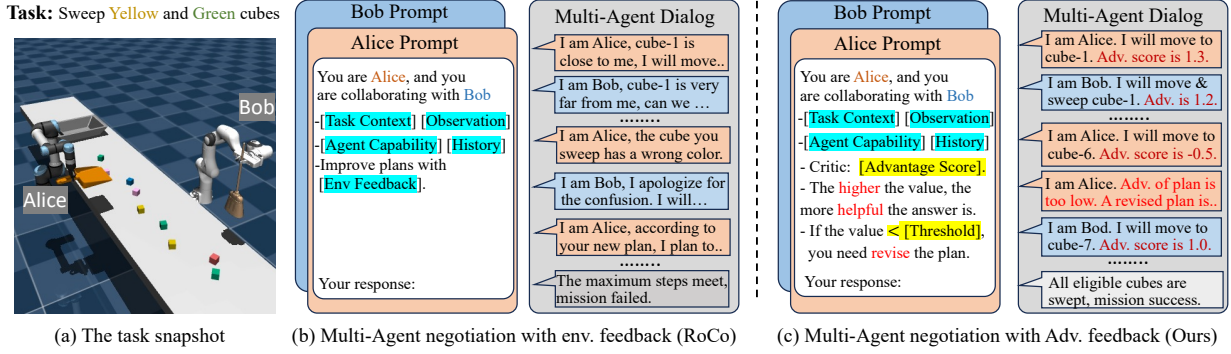 Task: Sweep Yellow and Green cubes
Bob
Alice
(a) The task snapshot
Bob Prompt
Alice Prompt
You are Alice, and you
are collaborating with Bob
-[Task Context] [Observation]
-[Agent Capability] [History]
-Improve plans with
[Env Feedback].
Your response:
Multi-Agent Dialog
I am Alice, cube-1 is
close to me, I will move..
I am Bob, cube-1 is very
far from me, can we …
........
I am Alice, the cube you
sweep has a wrong color.
I am Bob, I apologize for
the confusion. I will…
I am Alice, according to
your new plan, I plan to..
........
The maximum steps meet,
mission failed.
(b) Multi-Agent negotiation with env. feedback (RoCo)
Bob Prompt
Alice Prompt
You are Alice, and you
are collaborating with Bob
-[Task Context] [Observation]
-[Agent Capability] [History]
- Critic: [Advantage Score].
- The higher the value, the
more helpful the answer is.
- If the value < [Threshold],
you need revise the plan.
Your response:
Multi-Agent Dialog
I am Alice. I will move to
cube-1. Adv. score is 1.3.
I am Bob. I will move &
sweep cube-1. Adv. is 1.2.
........
I am Alice. I will move to
cube-6. Adv. score is -0.5.
I am Alice. Adv. of plan is
too low. A revised plan is..
I am Bod. I will move to
cube-7. Adv. score is 1.0.
........
All eligible cubes are
swept, mission success.
(c) Multi-Agent negotiation with Adv. feedback (Ours)